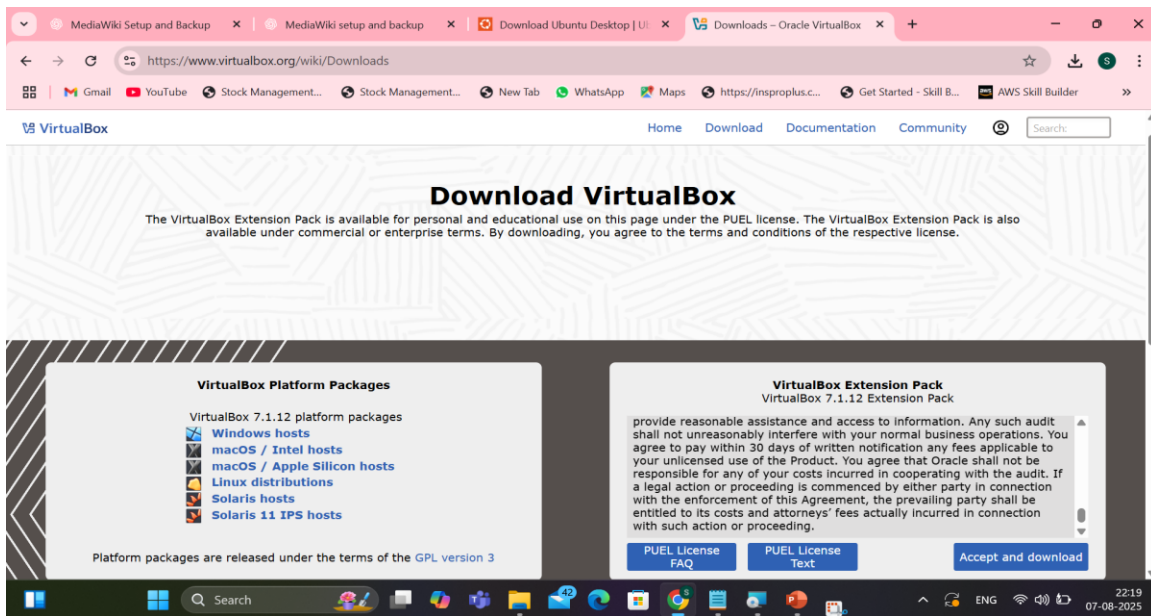 MediaWiki Setup and Backup
MediaWiki setup and backup
Download Ubuntu Desktop | U
Downloads – Oracle VirtualBox
https://www.virtualbox.org/wiki/Downloads
S
Gmail
YouTube
Stock Management...
Stock Management...
New Tab
WhatsApp
Maps
https://insproplus.c...
Get Started - Skill B...
aws
AWS Skill Builder
VirtualBox
Home
Download
Documentation
Community
Search:
Download VirtualBox
The VirtualBox Extension Pack is available for personal and educational use on this page under the PUEL license. The VirtualBox Extension Pack is also
available under commercial or enterprise terms. By downloading, you agree to the terms and conditions of the respective license.
VirtualBox Platform Packages
VirtualBox 7.1.12 platform packages
Windows hosts
macOS / Intel hosts
macOS / Apple Silicon hosts
Linux distributions
Solaris hosts
Solaris 11 IPS hosts
Platform packages are released under the terms of the GPL version 3
VirtualBox Extension Pack
VirtualBox 7.1.12 Extension Pack
provide reasonable assistance and access to information. Any such audit
shall not unreasonably interfere with your normal business operations. You
agree to pay within 30 days of written notification any fees applicable to
your unlicensed use of the Product. You agree that Oracle shall not be
responsible for any of your costs incurred in cooperating with the audit. If
a legal action or proceeding is commenced by either party in connection
with the enforcement of this Agreement, the prevailing party shall be
entitled to its costs and attorneys' fees actually incurred in connection
with such action or proceeding.
PUEL License
FAQ
PUEL License
Text
Accept and download
Search
42
ENG
22:19
07-08-2025